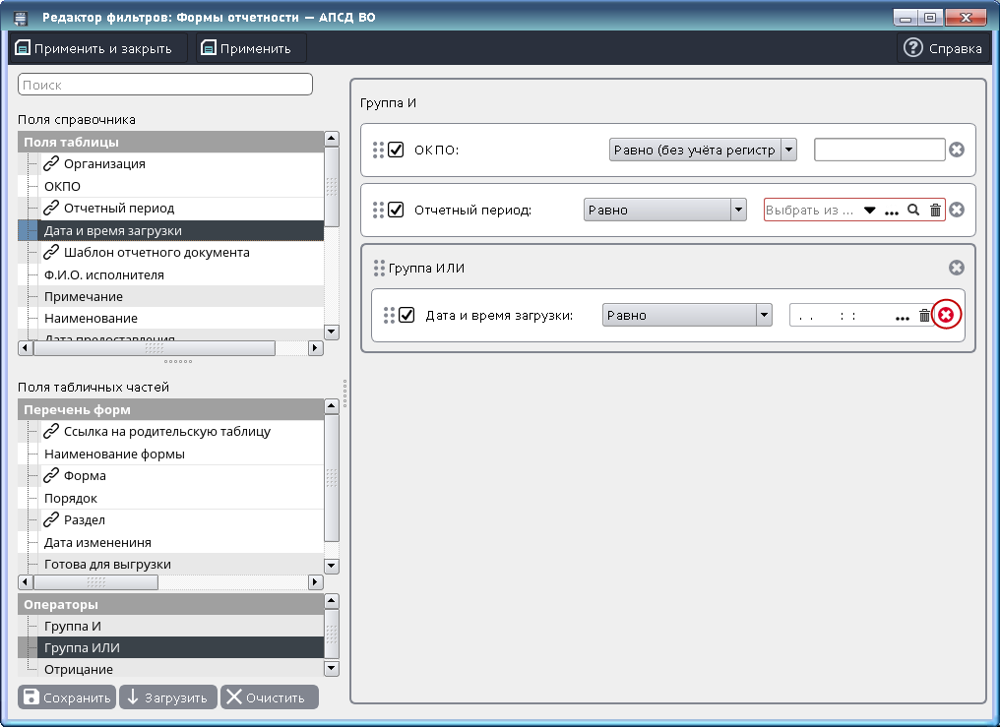 Редактор фильтров: Формы отчетности — АПСД ВО
Применить и закрыть
Применить
Справка
Поиск
Поля справочника
Поля таблицы
Организация
ОКПО
Отчетный период
Дата и время загрузки
Шаблон отчетного документа
Ф.И.О. исполнителя
Примечание
Наименование
Дата предоставления
Поля табличных частей
Перечень форм
Ссылка на родительскую таблицу
Наименование формы
Форма
Порядок
Раздел
Дата изменениня
Готова для выгрузки
Операторы
Группа И
Группа ИЛИ
Отрицание
Сохранить
Загрузить
Очистить
Группа И
ОКПО:
Равно (без учёта регистр
Отчетный период:
Равно
Выбрать из ...
Группа ИЛИ
Дата и время загрузки:
Равно
. . : :